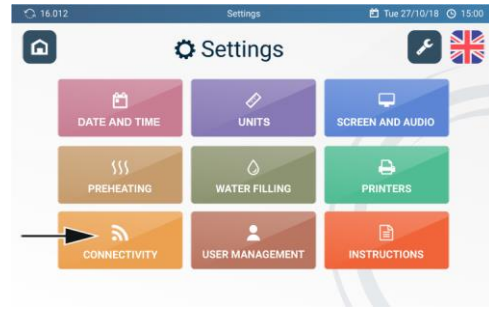 16.012 Settings Tue 27/10/18 15:00
Settings
DATE AND TIME UNITS SCREEN AND AUDIO
PREHEATING WATER FILLING PRINTERS
CONNECTIVITY USER MANAGEMENT INSTRUCTIONS